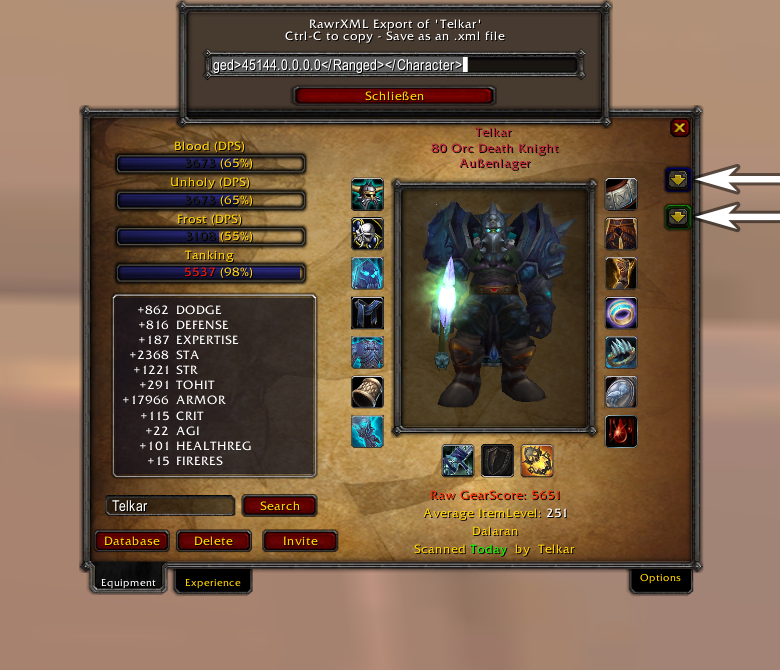 RawrXML Export of 'Telkar'
Ctrl-C to copy - Save as an .xml file
ged>45144.0.0.0.0</Ranged></Character>
Schließen
Telkar
80 Orc Death Knight
Außenlager
Blood (DPS)
3673 (65%)
Unholy (DPS)
3673 (65%)
Frost (DPS)
3108 (55%)
Tanking
5537 (98%)
+862 DODGE
+816 DEFENSE
+187 EXPERTISE
+2368 STA
+1221 STR
+291 TOHIT
+17966 ARMOR
+115 CRIT
+22 AGI
+101 HEALTHREG
+15 FIRERES
Telkar
Search
Database
Delete
Invite
Raw GearScore: 5651
Average ItemLevel: 251
Dalaran
Scanned Today by Telkar
Equipment
Experience
Options